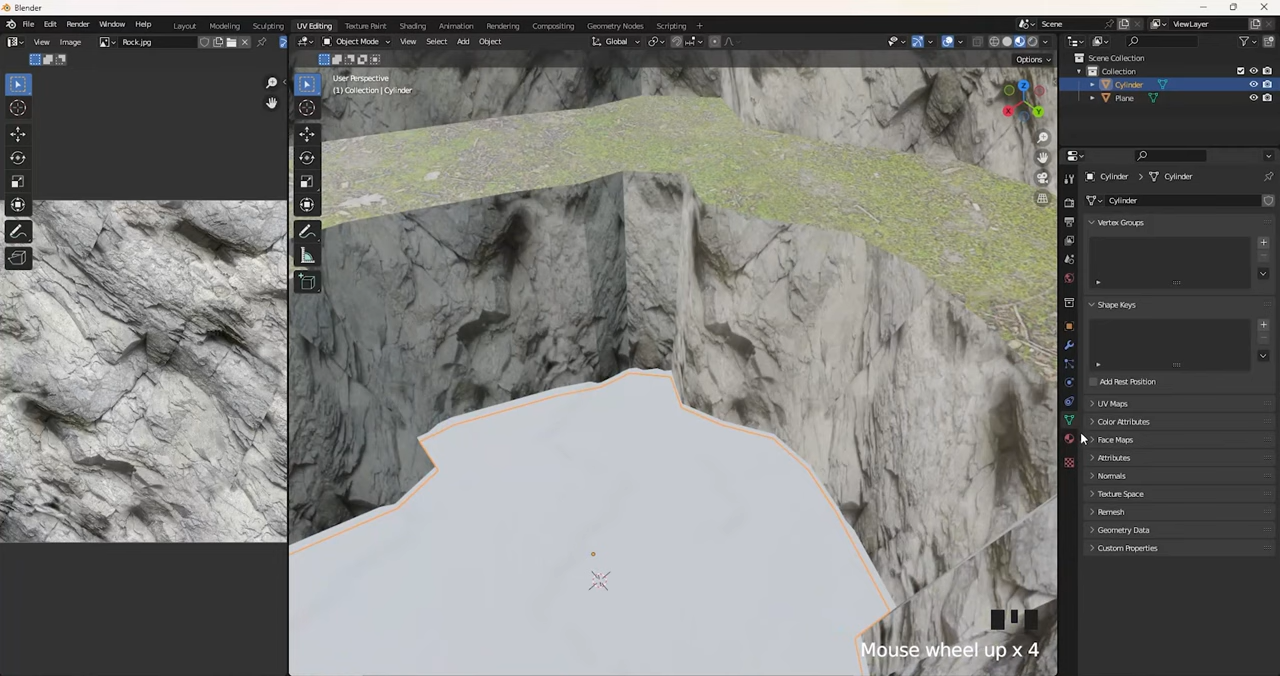 Blender
File Edit Render Window Help Layout Modeling Sculpting UV Editing Texture Paint Shading Animation Rendering Compositing Geometry Nodes Scripting + Scene ViewLayer
View Image Rock.jpg Object Mode View Select Add Object Global
Options
User Perspective
(1) Collection | Cylinder
Scene Collection
Collection
Cylinder
Plane
Cylinder > Cylinder
Cylinder
Vertex Groups
Shape Keys
Add Rest Position
UV Maps
Color Attributes
Face Maps
Attributes
Normals
Texture Space
Remesh
Geometry Data
Custom Properties
X Y Z
Mouse wheel up x 4